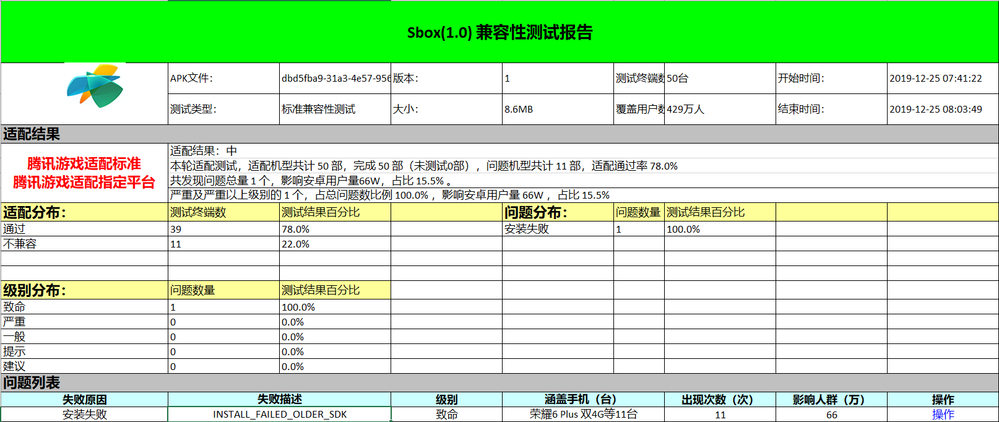 Sbox(1.0) 兼容性测试报告
APK文件： dbd5fba9-31a3-4e57-956 版本： 1 测试终端数 50台 开始时间： 2019-12-25 07:41:22
测试类型： 标准兼容性测试 大小： 8.6MB 覆盖用户数 429万人 结束时间： 2019-12-25 08:03:49
适配结果
腾讯游戏适配标准
腾讯游戏适配指定平台
适配结果：中
本轮适配测试，适配机型共计 50 部，完成 50 部（未测试0部），问题机型共计 11 部，适配通过率 78.0%
共发现问题总量 1 个，影响安卓用户量66W，占比 15.5% 。
严重及严重以上级别的 1 个，占总问题数比例 100.0% ，影响安卓用户量 66W ，占比 15.5%
适配分布： 测试终端数 测试结果百分比 问题分布： 问题数量 测试结果百分比
通过 39 78.0% 安装失败 1 100.0%
不兼容 11 22.0%
级别分布： 问题数量 测试结果百分比
致命 1 100.0%
严重 0 0.0%
一般 0 0.0%
提示 0 0.0%
建议 0 0.0%
问题列表
失败原因 失败描述 级别 涵盖手机（台） 出现次数（次） 影响人群（万） 操作
安装失败 INSTALL_FAILED_OLDER_SDK 致命 荣耀6 Plus 双4G等11台 11 66 操作